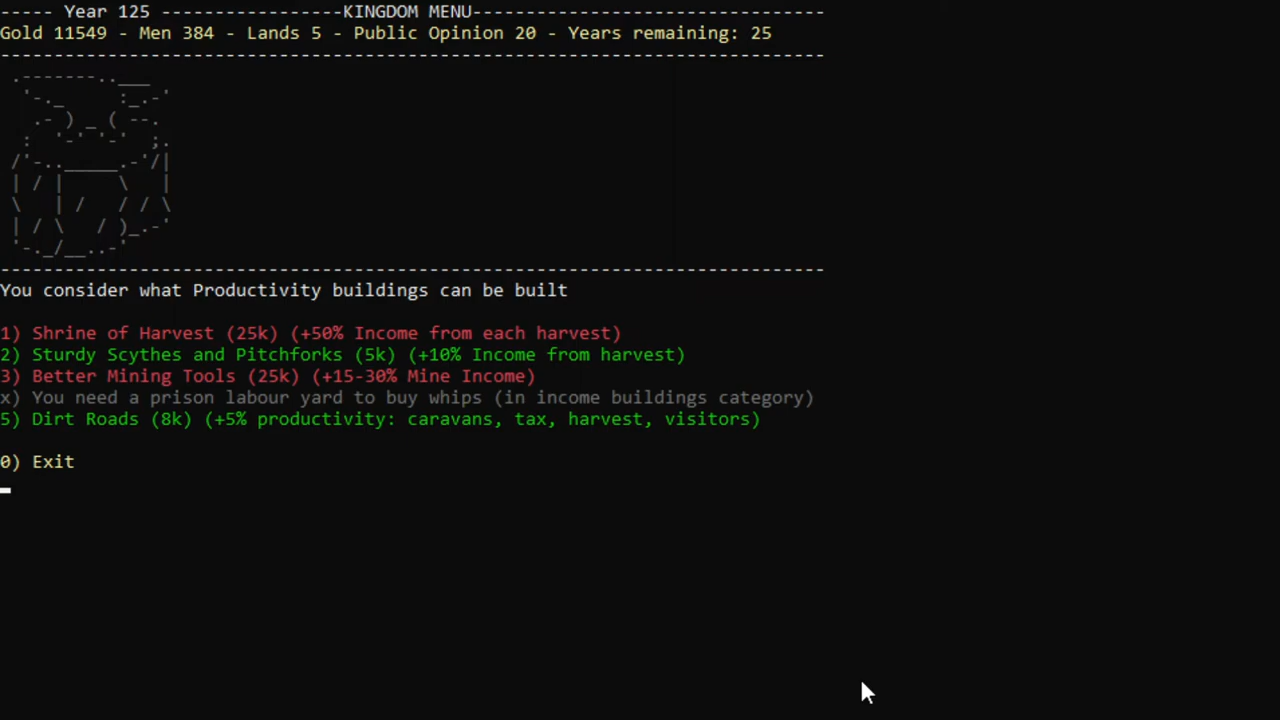 ----- Year 125 -----------------KINGDOM MENU---------------------------------
Gold 11549 - Men 384 - Lands 5 - Public Opinion 20 - Years remaining: 25
-----------------------------------------------------------------------------
-----------------------------------------------------------------------------
You consider what Productivity buildings can be built
1) Shrine of Harvest (25k) (+50% Income from each harvest)
2) Sturdy Scythes and Pitchforks (5k) (+10% Income from harvest)
3) Better Mining Tools (25k) (+15-30% Mine Income)
x) You need a prison labour yard to buy whips (in income buildings category)
5) Dirt Roads (8k) (+5% productivity: caravans, tax, harvest, visitors)
0) Exit